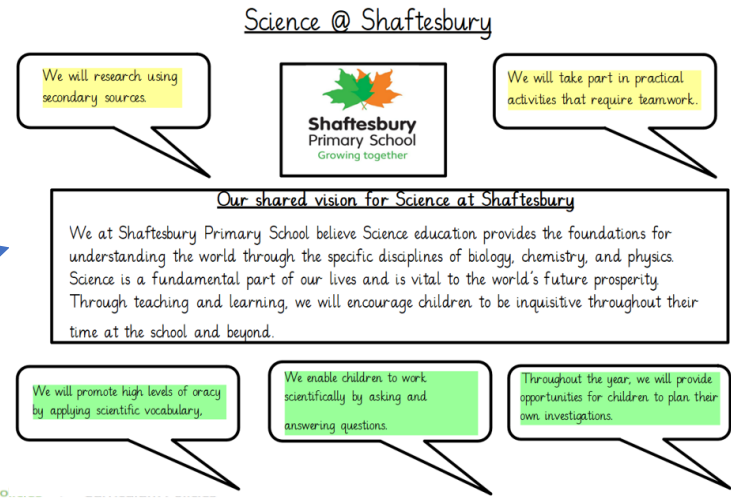 Science @ Shaftesbury
We will research using
secondary sources.
Shaftesbury
Primary School
Growing together
We will take part in practical
activities that require teamwork..
Our shared vision for Science at Shaftesbury
We at Shaftesbury Primary School believe Science education provides the foundations for
understanding the world through the specific disciplines of biology, chemistry, and physics.
Science is a fundamental part of our lives and is vital to the world's future prosperity.
Through teaching and learning, we will encourage children to be inquisitive throughout their
time at the school and beyond.
We will promote high levels of oracy
by applying scientific vocabulary,
We enable children to work
scientifically by asking and
answering questions.
Throughout the year, we will provide
opportunities for children to plan their
own investigations.